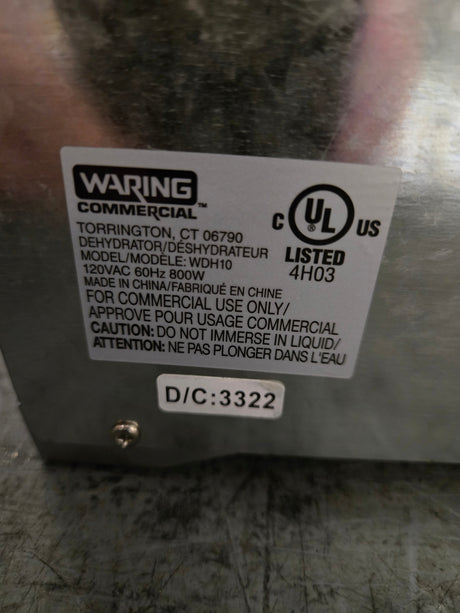 WARING
COMMERCIAL™
TORRINGTON, CT 06790
DEHYDRATOR/DÉSHYDRATEUR
MODEL/MODÈLE: WDH10
120VAC 60Hz 800W
MADE IN CHINA/FABRIQUÉ EN CHINE
FOR COMMERCIAL USE ONLY/
APPROVE POUR USAGE COMMERCIAL
CAUTION: DO NOT IMMERSE IN LIQUID/
ATTENTION: NE PAS PLONGER DANS L'EAU
C UL US
LISTED
4H03
D/C:3322